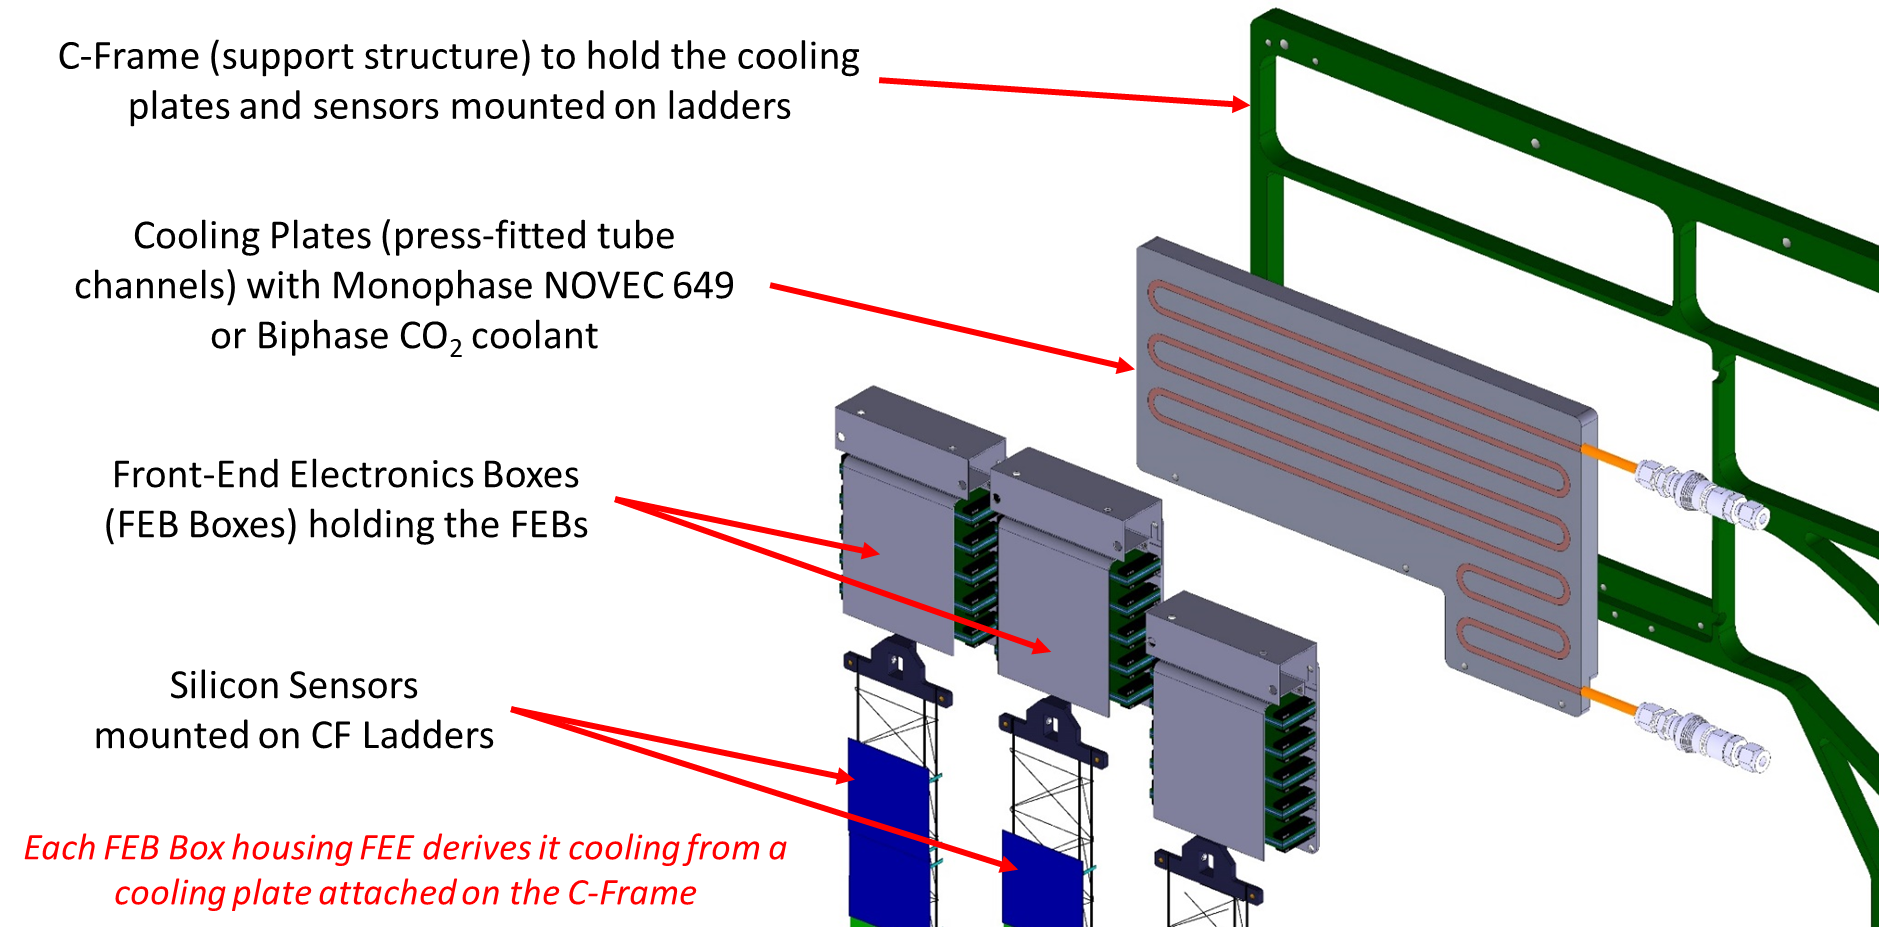 C-Frame (support structure) to hold the cooling
plates and sensors mounted on ladders
Cooling Plates (press-fitted tube
channels) with Monophase NOVEC 649
or Biphase CO₂ coolant
Front-End Electronics Boxes
(FEB Boxes) holding the FEBs
Silicon Sensors
mounted on CF Ladders
Each FEB Box housing FEE derives it cooling from a
cooling plate attached on the C-Frame